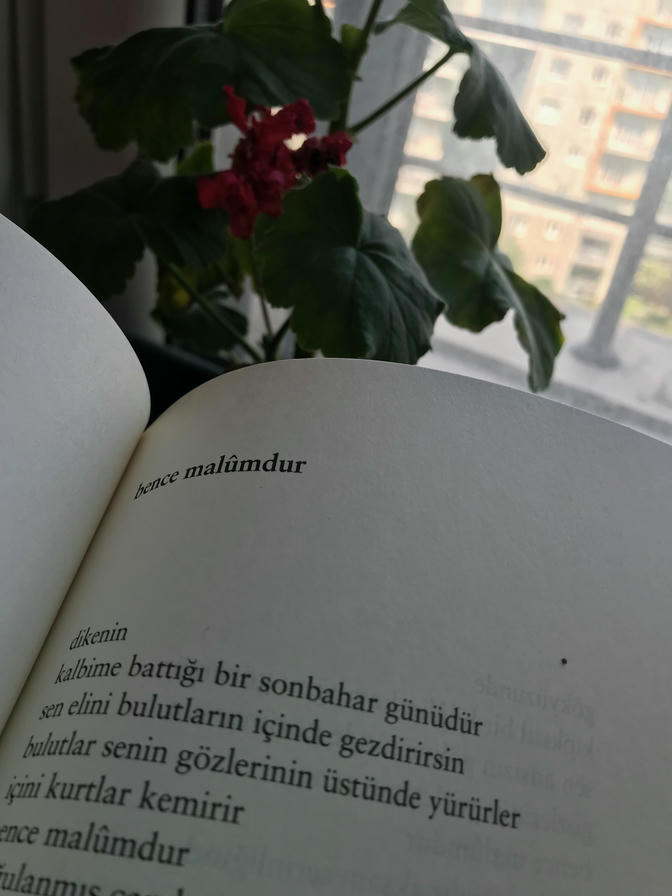 bence malûmdur
dikenin
kalbime battığı bir sonbahar günüdür
sen elini bulutların içinde gezdirirsin
bulutlar senin gözlerinin üstünde yürürler
içini kurtlar kemirir
bence malûmdur